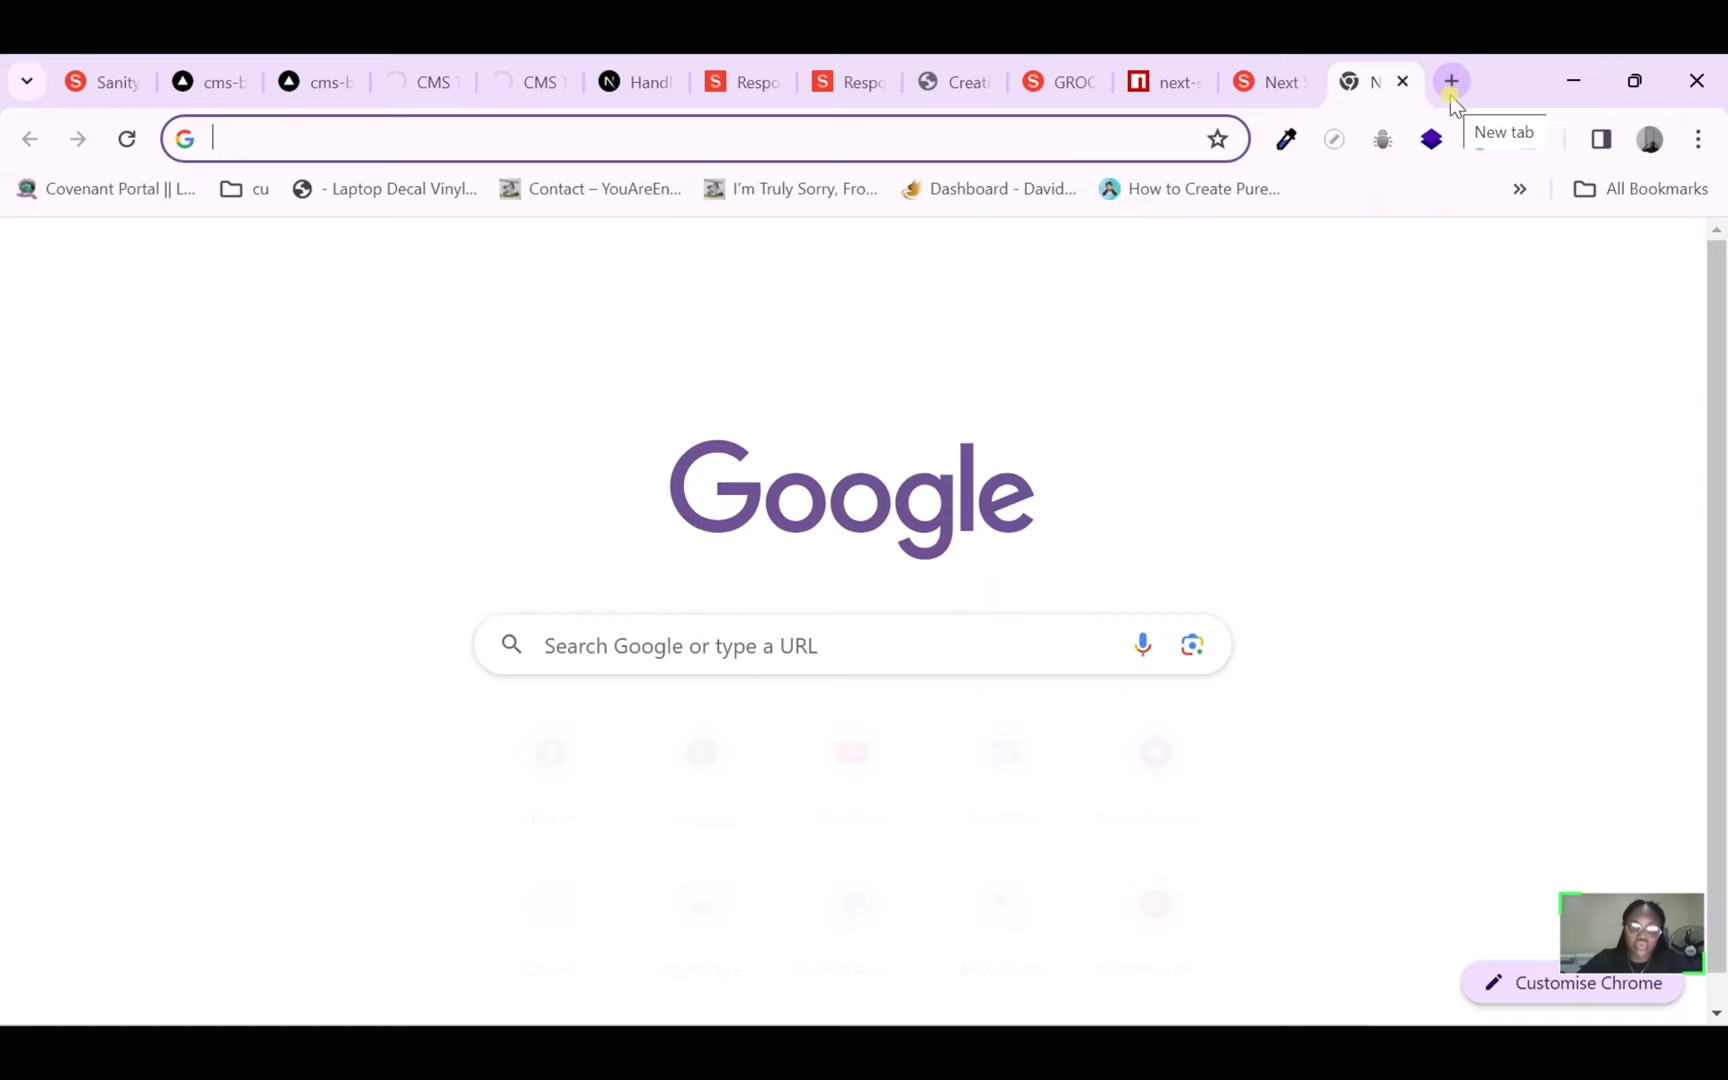 Sanity cms-b cms-b CMS T CMS T Handl Respo Respo Creati GROC next-s Next S N
New tab
Covenant Portal || L... cu - Laptop Decal Vinyl... Contact – YouAreEn... I'm Truly Sorry, Fro... Dashboard - David... How to Create Pure... All Bookmarks
Google
Search Google or type a URL
Customise Chrome